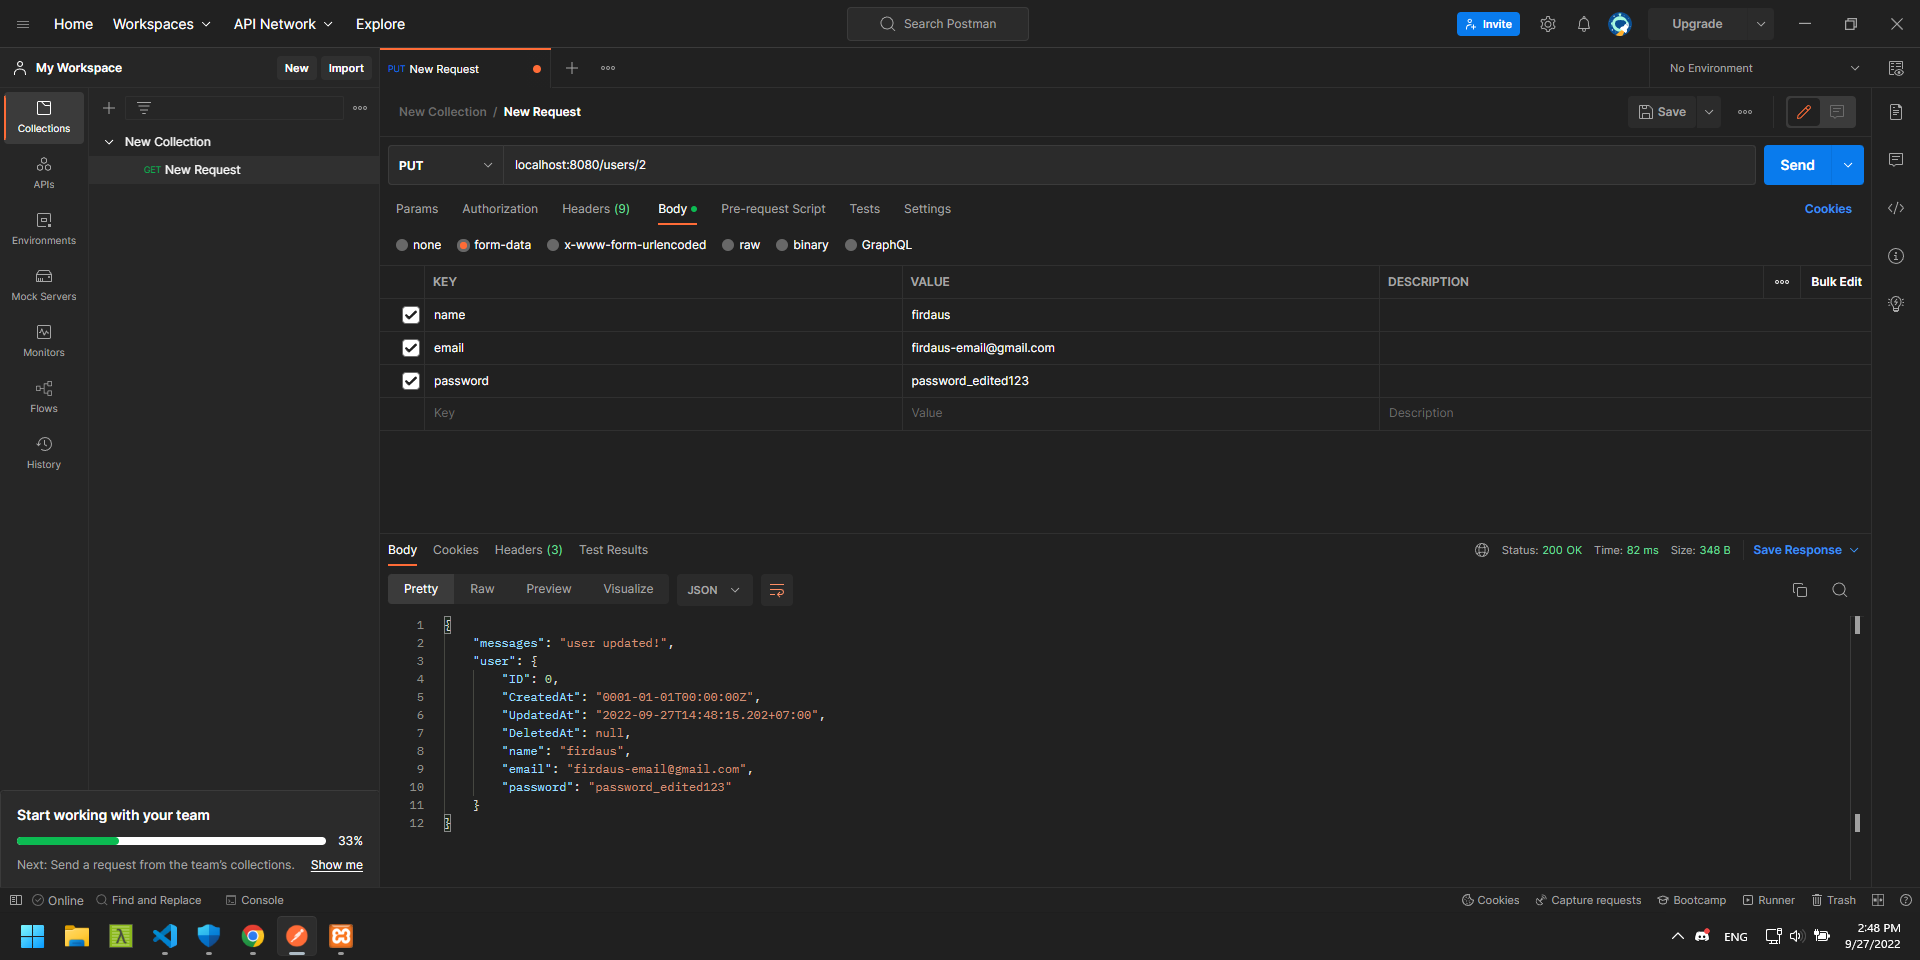 Home Workspaces API Network Explore
Search Postman
Invite
Upgrade
My Workspace New Import
PUT New Request
No Environment
Collections
APIs
Environments
Mock Servers
Monitors
Flows
History
New Collection
GET New Request
New Collection / New Request
Save
PUT localhost:8080/users/2
Send
Params Authorization Headers (9) Body Pre-request Script Tests Settings
Cookies
none form-data x-www-form-urlencoded raw binary GraphQL
KEY VALUE DESCRIPTION Bulk Edit
name firdaus
email firdaus-email@gmail.com
password password_edited123
Key Value Description
Body Cookies Headers (3) Test Results
Status: 200 OK Time: 82 ms Size: 348 B Save Response
Pretty Raw Preview Visualize JSON
1 {
2 "messages": "user updated!",
3 "user": {
4 "ID": 0,
5 "CreatedAt": "0001-01-01T00:00:00Z",
6 "UpdatedAt": "2022-09-27T14:48:15.202+07:00",
7 "DeletedAt": null,
8 "name": "firdaus",
9 "email": "firdaus-email@gmail.com",
10 "password": "password_edited123"
11 }
12 }
Start working with your team
33%
Next: Send a request from the team's collections. Show me
Online Find and Replace Console
Cookies Capture requests Bootcamp Runner Trash
ENG
2:48 PM
9/27/2022